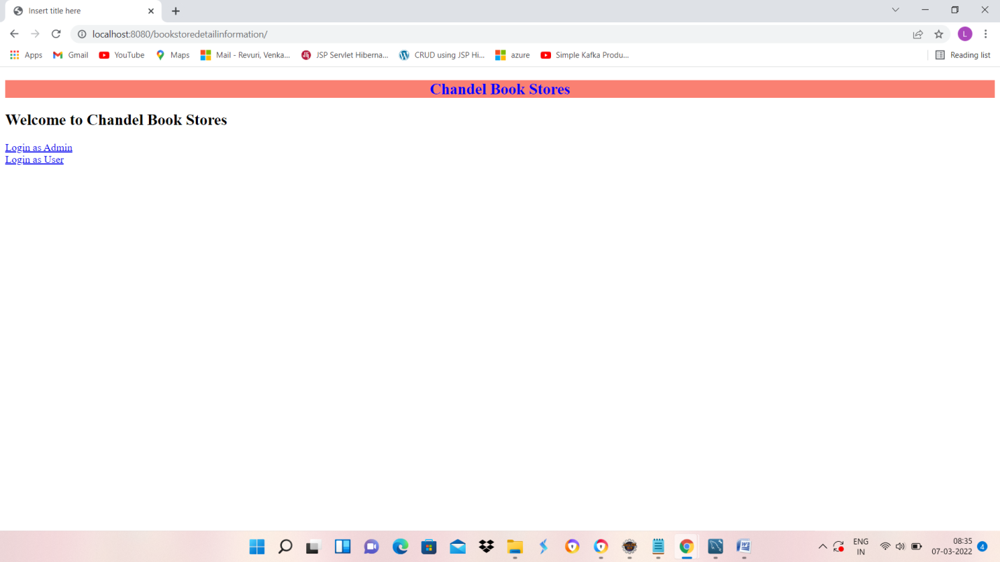 Insert title here
localhost:8080/bookstoredetailinformation/
L
Apps Gmail YouTube Maps Mail - Revuri, Venka... JSP Servlet Hiberna... CRUD using JSP Hi... azure Simple Kafka Produ... Reading list
Chandel Book Stores
Welcome to Chandel Book Stores
Login as Admin
Login as User
ENG
IN
08:35
07-03-2022
4